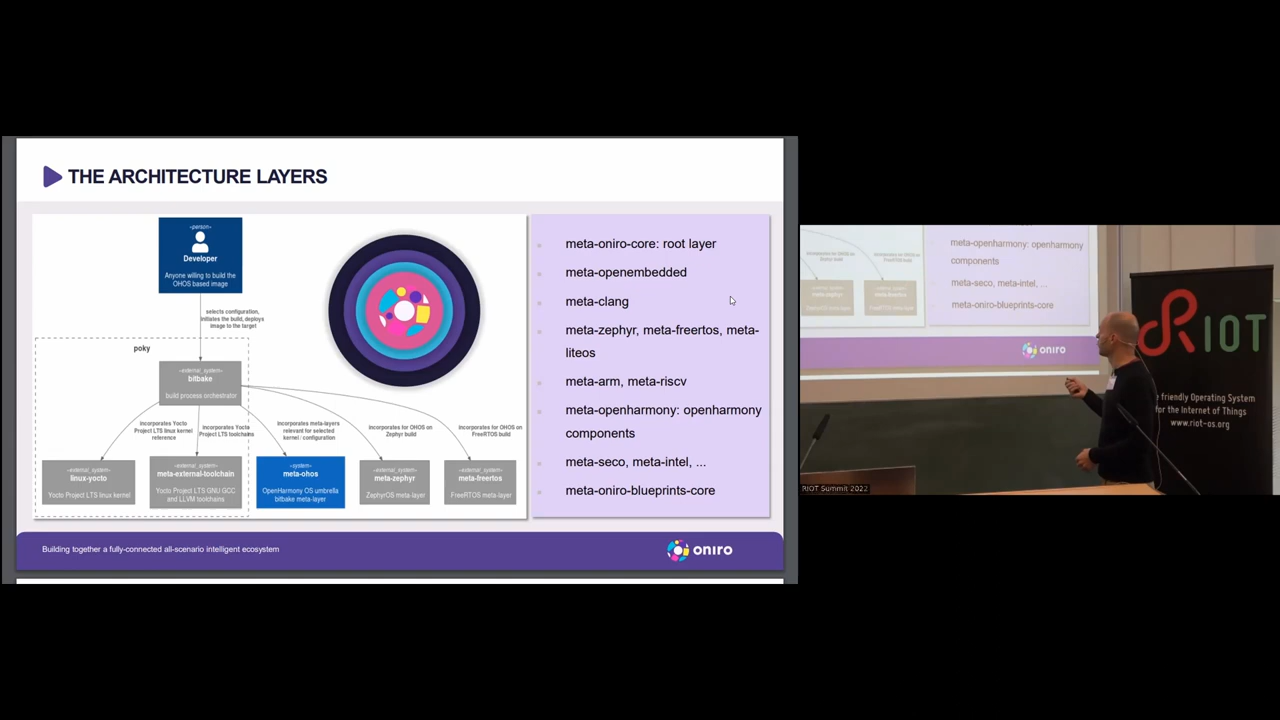 THE ARCHITECTURE LAYERS
«person»
Developer
Anyone willing to build the
OHOS based image
selects configuration,
initiates the build, deploys
image to the target
poky
«external_system»
bitbake
build process orchestrator
incorporates Yocto
Project LTS linux kernel
reference
incorporates Yocto
Project LTS toolchains
incorporates meta-layers
relevant for selected
kernel / configuration
incorporates for OHOS on
Zephyr build
incorporates for OHOS on
FreeRTOS build
«external_system»
linux-yocto
Yocto Project LTS linux kernel
«external_system»
meta-external-toolchain
Yocto Project LTS GNU GCC
and LLVM toolchains
«system»
meta-ohos
OpenHarmony OS umbrella
bitbake meta-layer
«external_system»
meta-zephyr
ZephyrOS meta-layer
«external_system»
meta-freertos
FreeRTOS meta-layer
meta-oniro-core: root layer
meta-openembedded
meta-clang
meta-zephyr, meta-freertos, meta-
liteos
meta-arm, meta-riscv
meta-openharmony: openharmony
components
meta-seco, meta-intel, ...
meta-oniro-blueprints-core
Building together a fully-connected all-scenario intelligent ecosystem
oniro
meta-openharmony: openharmony
components
meta-seco, meta-intel, ...
meta-oniro-blueprints-core
oniro
RIOT
friendly Operating System
for the Internet of Things
www.riot-os.org
RIOT Summit 2022